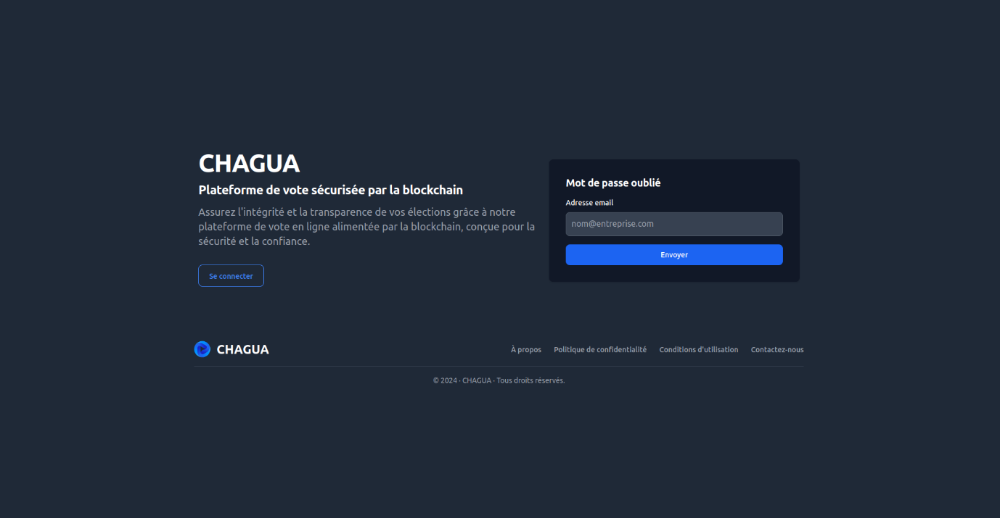 CHAGUA
Plateforme de vote sécurisée par la blockchain
Assurez l'intégrité et la transparence de vos élections grâce à notre
plateforme de vote en ligne alimentée par la blockchain, conçue pour la
sécurité et la confiance.
Se connecter
Mot de passe oublié
Adresse email
nom@entreprise.com
Envoyer
CHAGUA
À propos
Politique de confidentialité
Conditions d'utilisation
Contactez-nous
© 2024 · CHAGUA · Tous droits réservés.